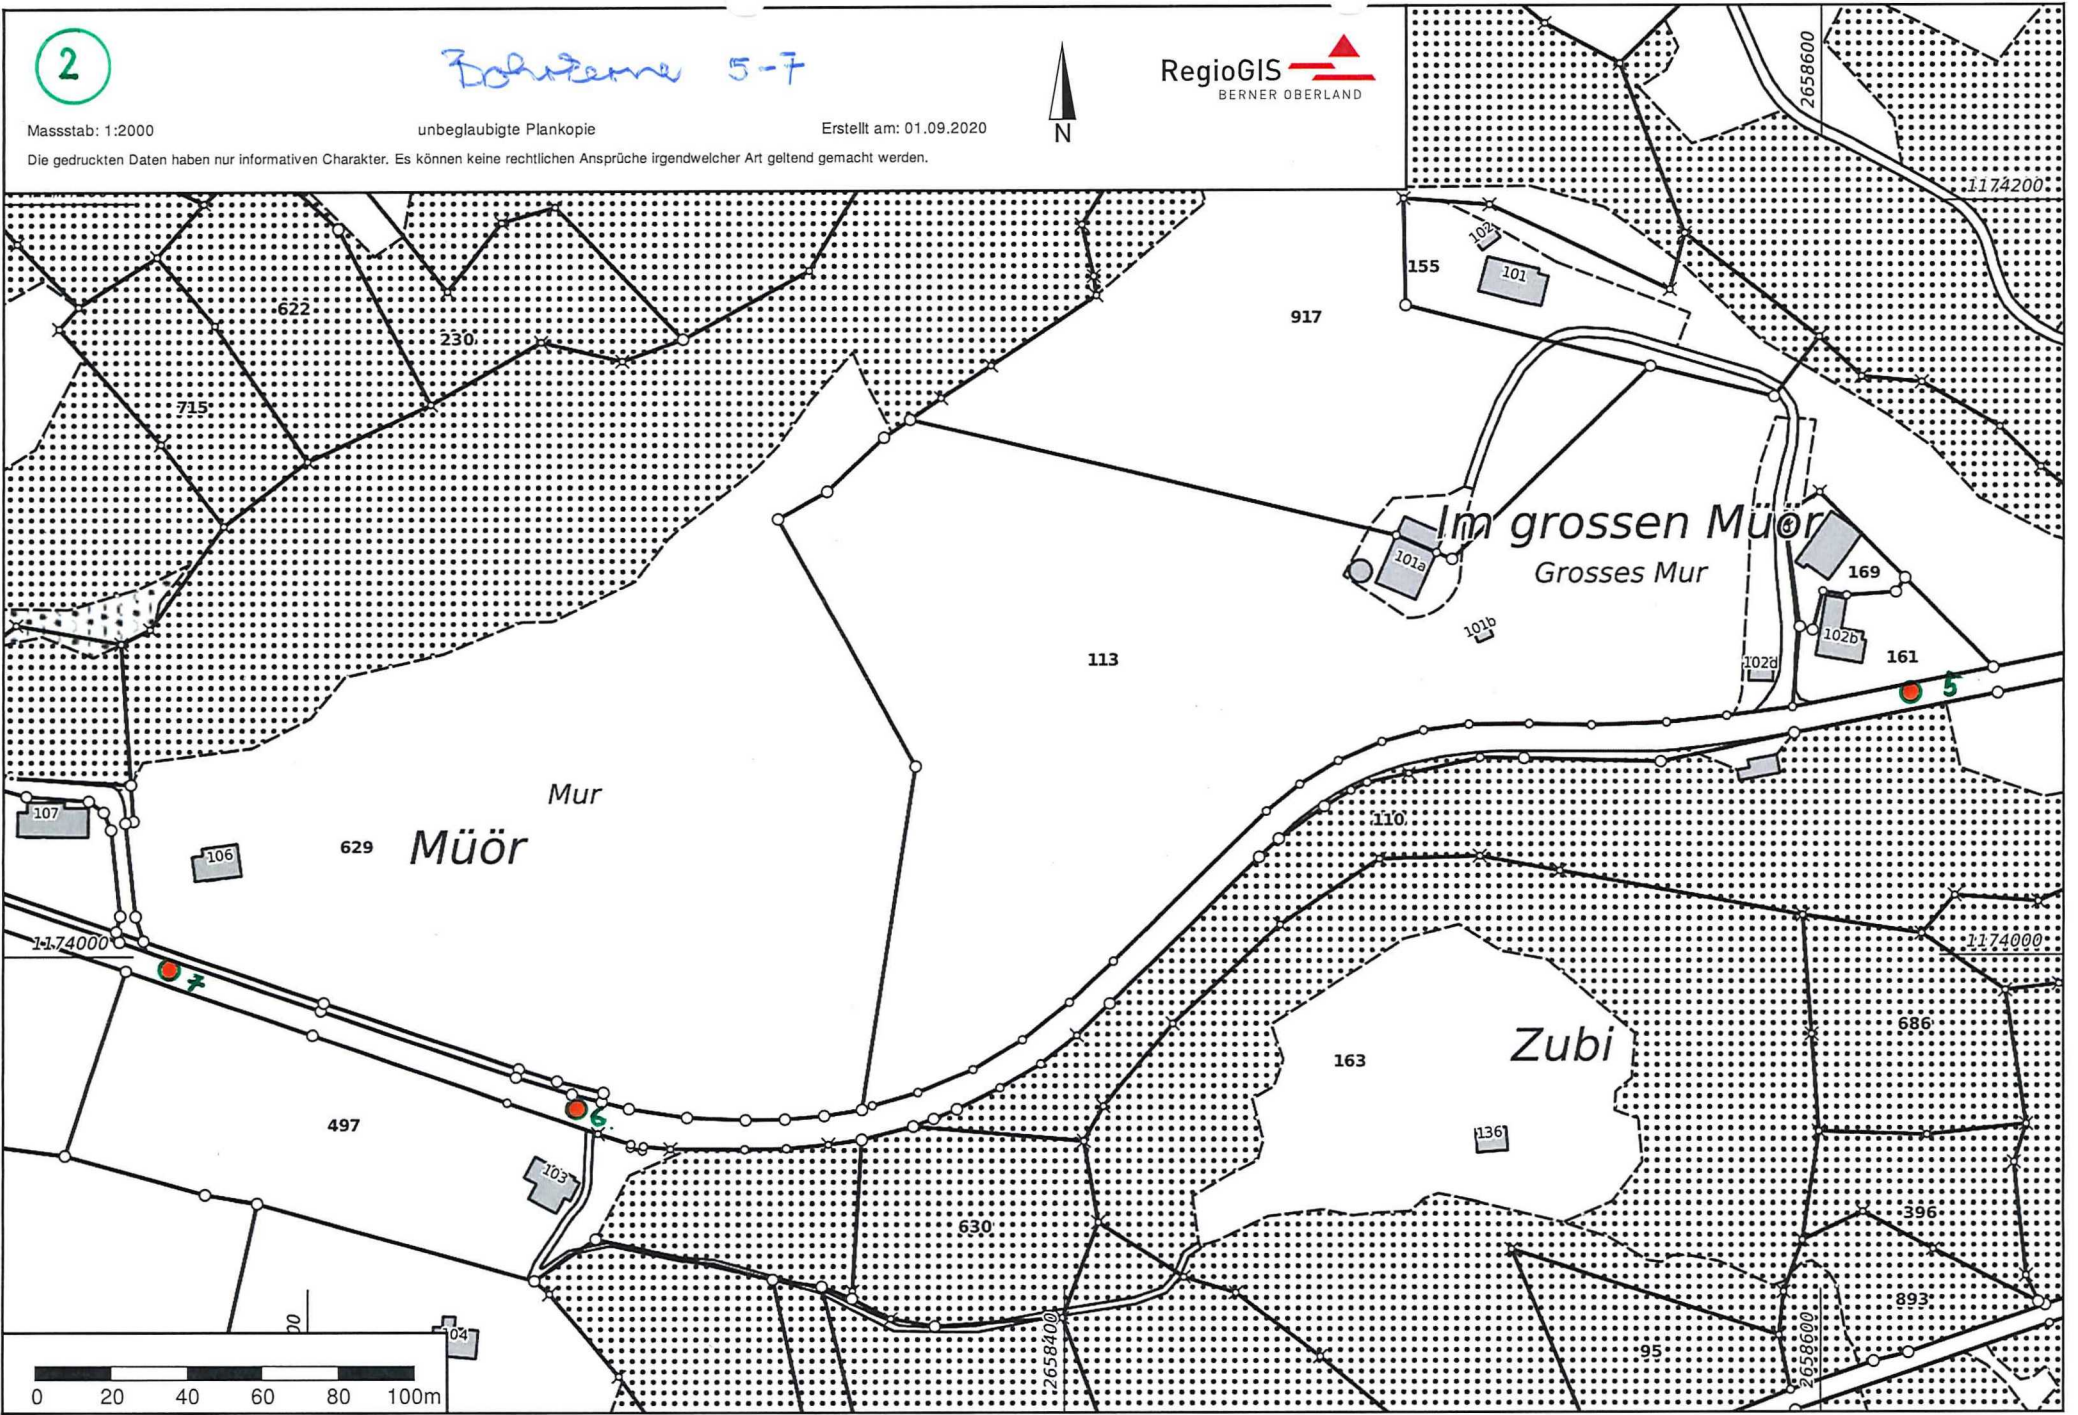 2
Bohrkerne 5-7
RegioGIS
BERNER OBERLAND
N
Massstab: 1:2000
unbeglaubigte Plankopie
Erstellt am: 01.09.2020
Die gedruckten Daten haben nur informativen Charakter. Es können keine rechtlichen Ansprüche irgendwelcher Art geltend gemacht werden.
2658600
1174200
102
155
101
622
917
230
715
Im grossen Müör
101a
Grosses Mur
169
101b
102b
113
161
102d
5
Mur
107
110
629
Müör
106
1174000
1174000
7
686
163
Zubi
6
497
136
103
630
396
893
00
104
2658400
95
2658600
0 20 40 60 80 100m